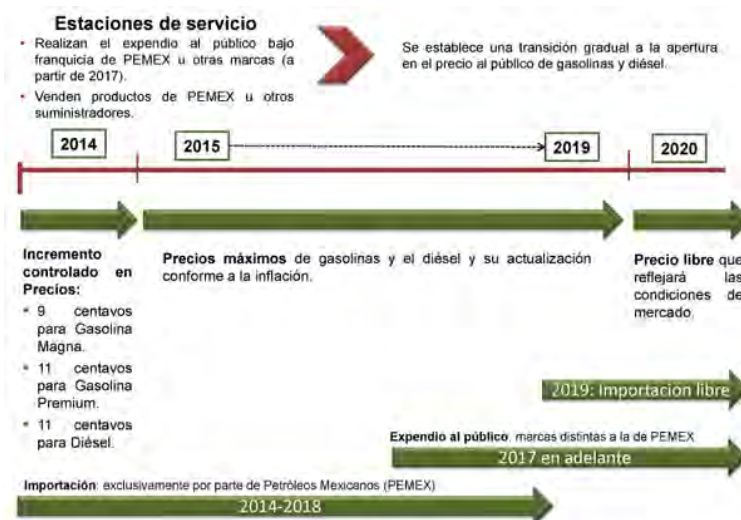 Estaciones de servicio
• Realizan el expendio al público bajo
franquicia de PEMEX u otras marcas (a
partir de 2017).
• Venden productos de PEMEX u otros
suministradores.
Se establece una transición gradual a la apertura
en el precio al público de gasolinas y diésel.
2014
2015
2019
2020
Incremento
controlado en
Precios:
• 9 centavos
para Gasolina
Magna.
• 11 centavos
para Gasolina
Premium.
• 11 centavos
para Diésel.
Precios máximos de gasolinas y el diésel y su actualización
conforme a la inflación.
Precio libre que
reflejará las
condiciones de
mercado.
2019: Importacion libre
Expendio al público: marcas distintas a la de PEMEX
2017 en adelante
Importación: exclusivamente por parte de Petróleos Mexicanos (PEMEX)
2014-2018